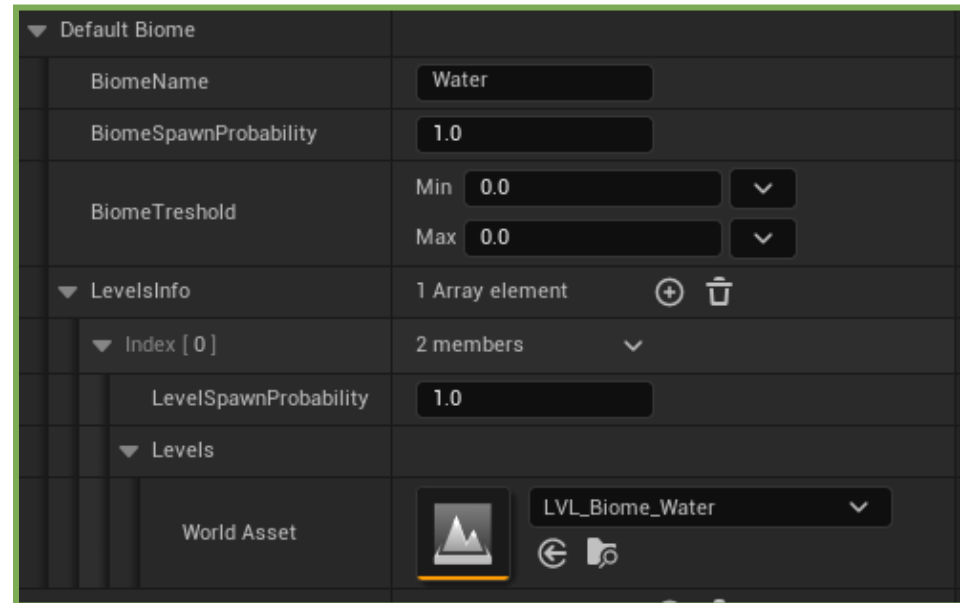 Default Biome
BiomeName Water
BiomeSpawnProbability 1.0
BiomeTreshold
Min 0.0
Max 0.0
LevelsInfo 1 Array element
Index [ 0 ] 2 members
LevelSpawnProbability 1.0
Levels
World Asset LVL_Biome_Water